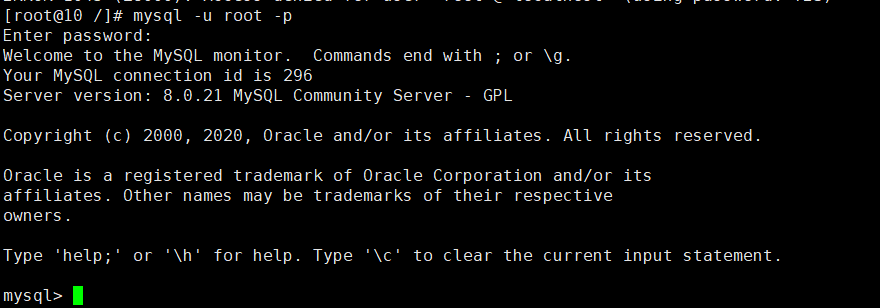 [root@10 /]# mysql -u root -p
Enter password:
Welcome to the MySQL monitor.  Commands end with ; or \g.
Your MySQL connection id is 296
Server version: 8.0.21 MySQL Community Server - GPL
Copyright (c) 2000, 2020, Oracle and/or its affiliates. All rights reserved.
Oracle is a registered trademark of Oracle Corporation and/or its
affiliates. Other names may be trademarks of their respective
owners.
Type 'help;' or '\h' for help. Type '\c' to clear the current input statement.
mysql>